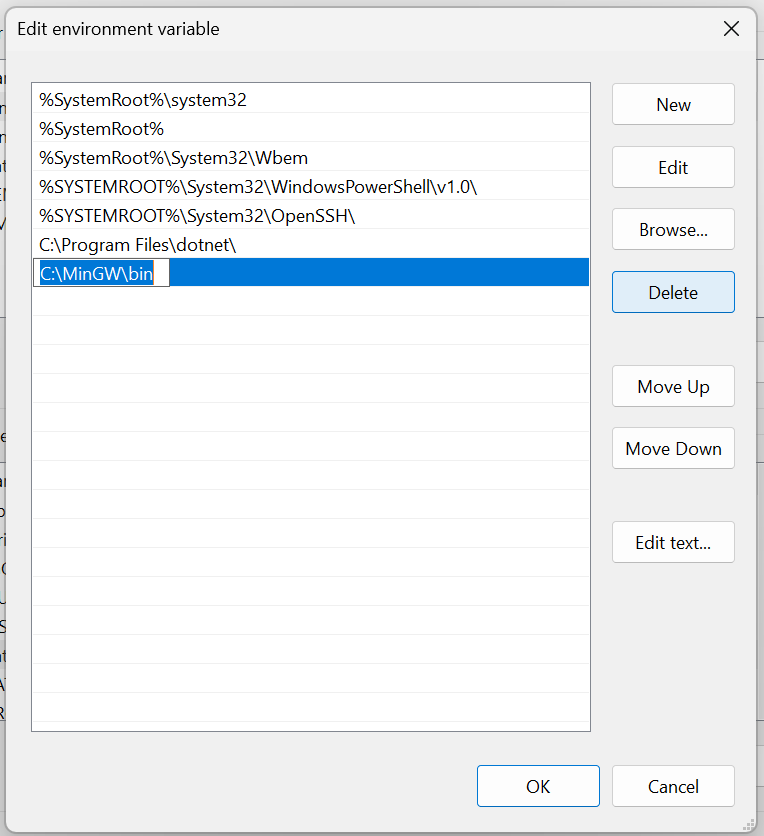 Edit environment variable
%SystemRoot%\system32
%SystemRoot%
%SystemRoot%\System32\Wbem
%SYSTEMROOT%\System32\WindowsPowerShell\v1.0\
%SYSTEMROOT%\System32\OpenSSH\
C:\Program Files\dotnet\
C:\MinGW\bin
New
Edit
Browse...
Delete
Move Up
Move Down
Edit text...
OK
Cancel